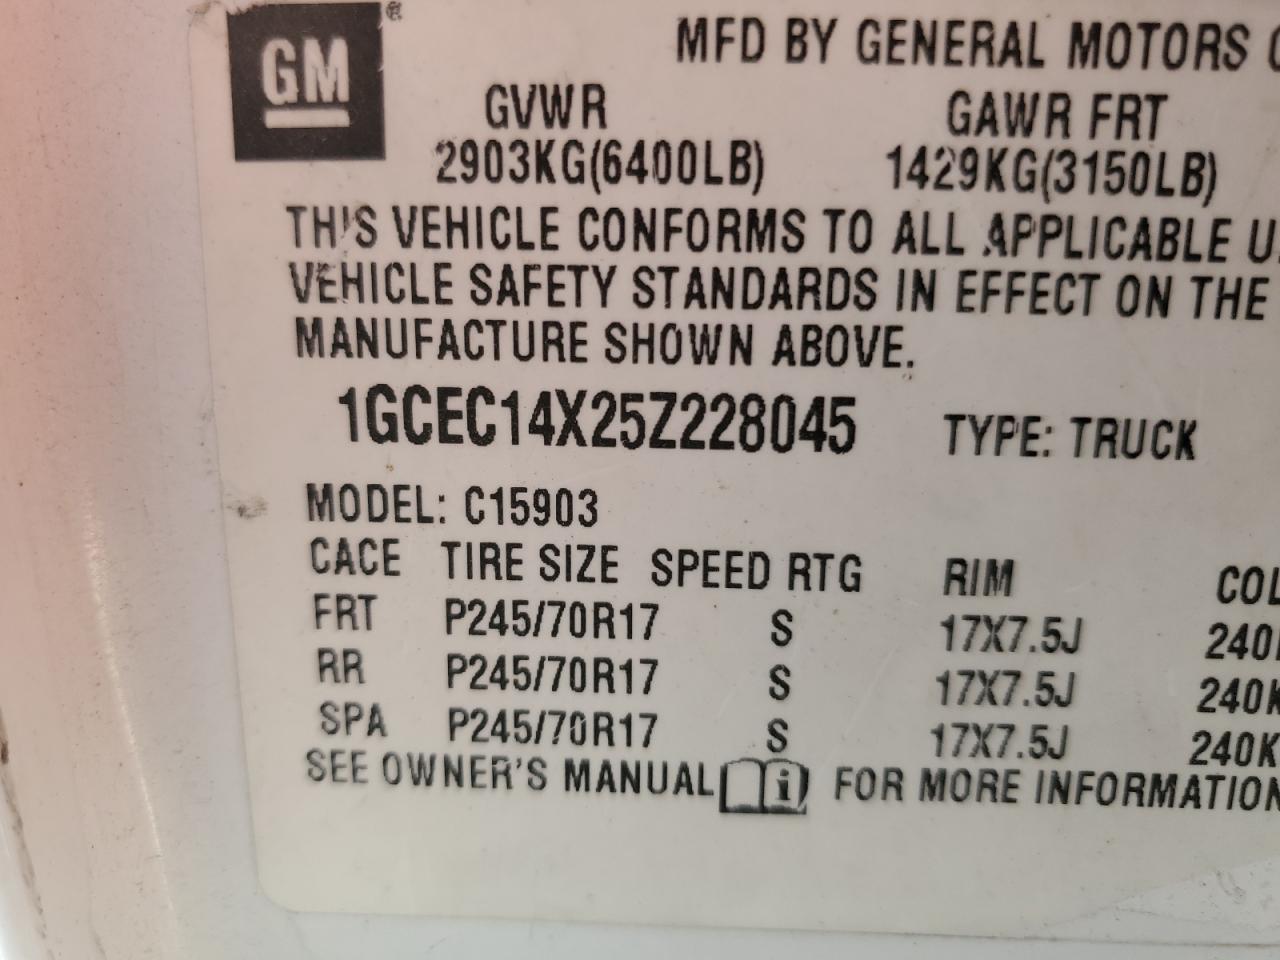 GM ®
MFD BY GENERAL MOTORS
GVWR GAWR FRT
2903KG(6400LB) 1429KG(3150LB)
THIS VEHICLE CONFORMS TO ALL APPLICABLE U.
VEHICLE SAFETY STANDARDS IN EFFECT ON THE
MANUFACTURE SHOWN ABOVE.
1GCEC14X25Z228045 TYPE: TRUCK
MODEL: C15903
CACE TIRE SIZE SPEED RTG RIM COL
FRT P245/70R17 S 17X7.5J 240
RR P245/70R17 S 17X7.5J 240K
SPA P245/70R17 S 17X7.5J 240K
SEE OWNER'S MANUAL i FOR MORE INFORMATION